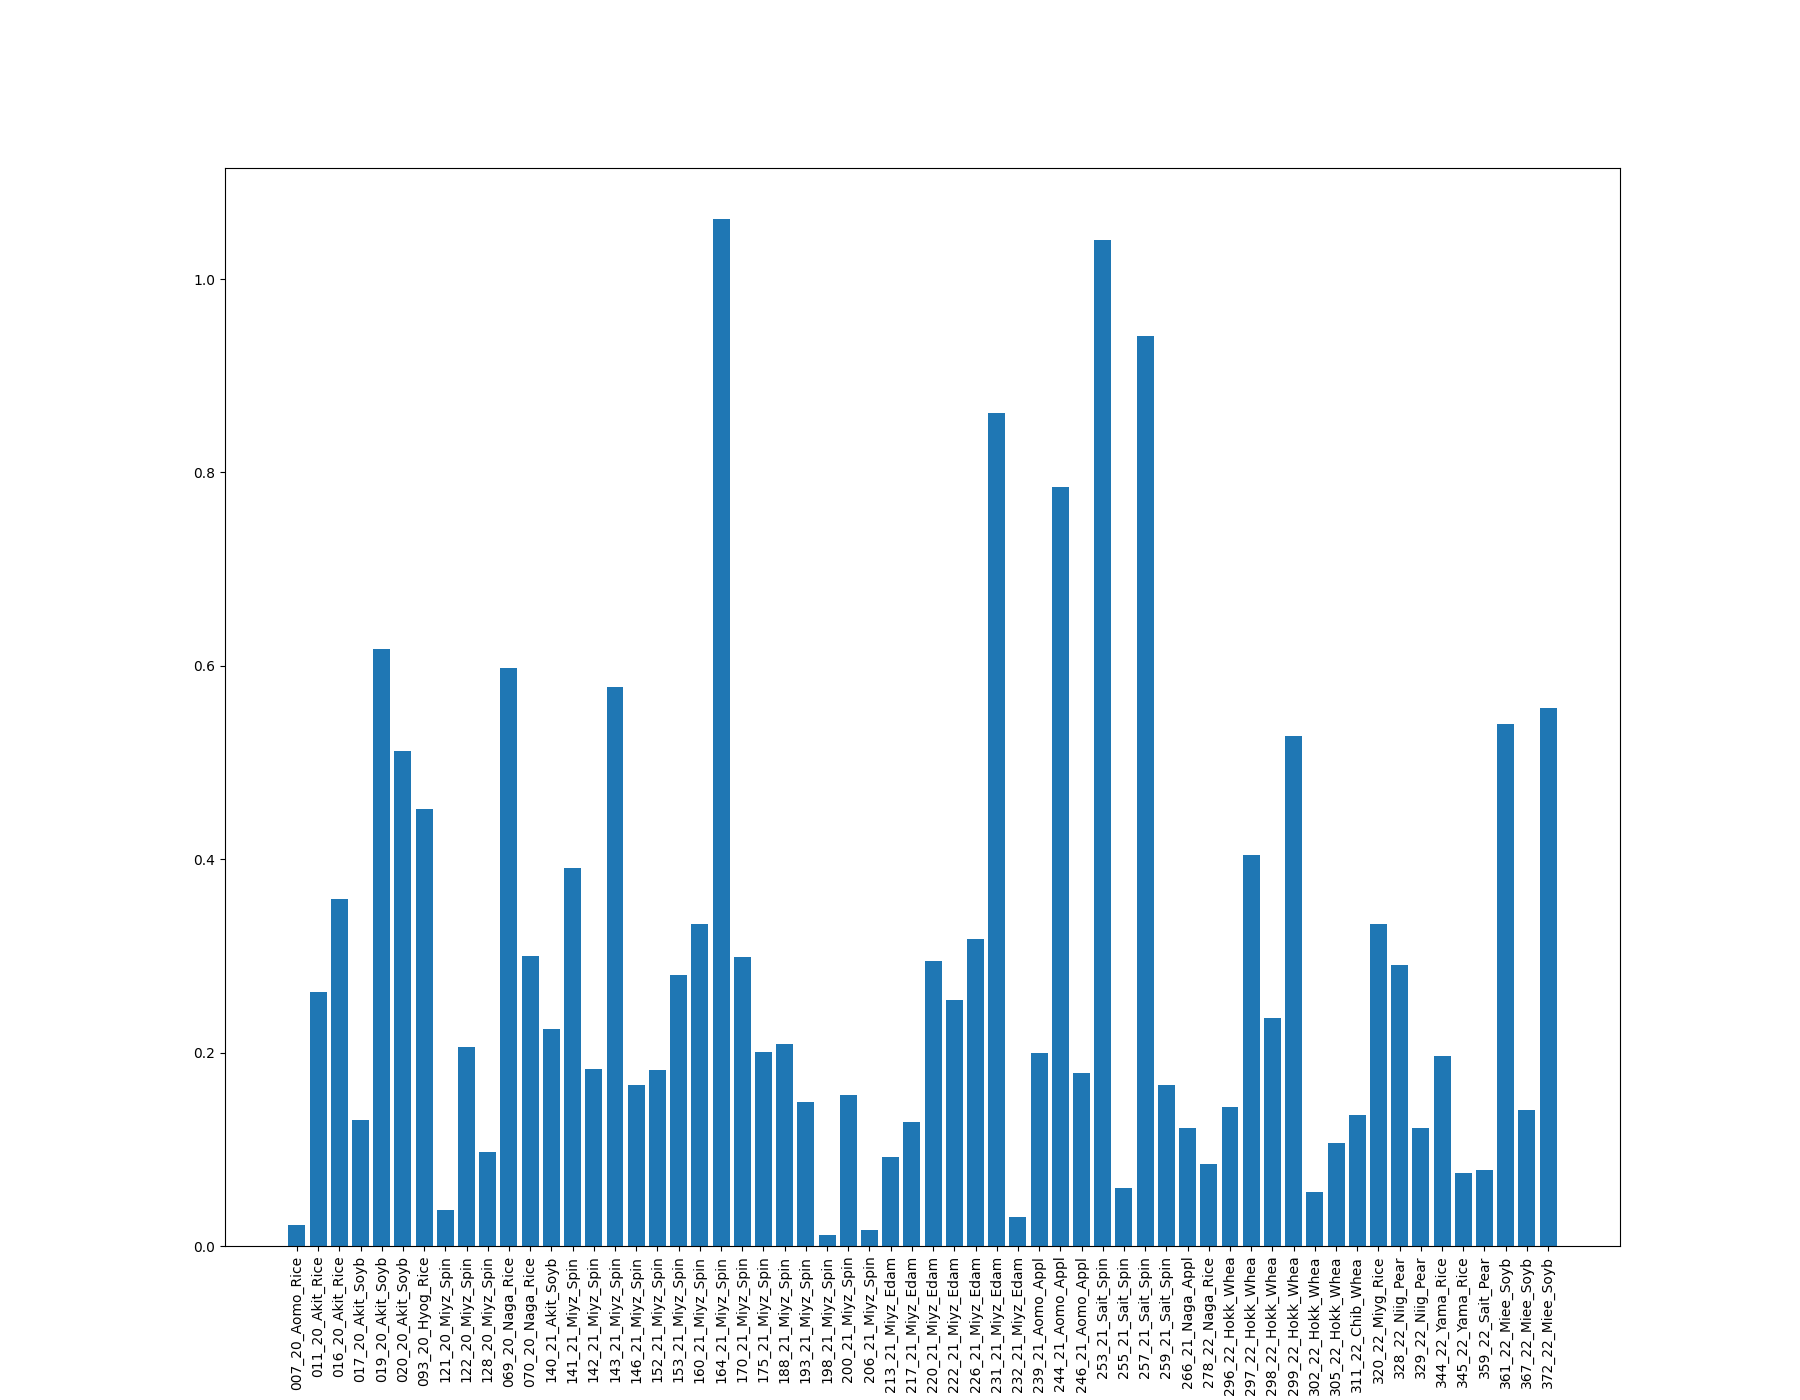 1.0
0.8
0.6
0.4
0.2
0.0
007_20_Aomo_Rice
011_20_Akit_Rice
016_20_Akit_Rice
017_20_Akit_Soyb
019_20_Akit_Soyb
020_20_Akit_Soyb
093_20_Hyog_Rice
121_20_Miyz_Spin
122_20_Miyz_Spin
128_20_Miyz_Spin
069_20_Naga_Rice
070_20_Naga_Rice
140_21_Akit_Soyb
141_21_Miyz_Spin
142_21_Miyz_Spin
143_21_Miyz_Spin
146_21_Miyz_Spin
152_21_Miyz_Spin
153_21_Miyz_Spin
160_21_Miyz_Spin
164_21_Miyz_Spin
170_21_Miyz_Spin
175_21_Miyz_Spin
188_21_Miyz_Spin
193_21_Miyz_Spin
198_21_Miyz_Spin
200_21_Miyz_Spin
206_21_Miyz_Spin
213_21_Miyz_Edam
217_21_Miyz_Edam
220_21_Miyz_Edam
222_21_Miyz_Edam
226_21_Miyz_Edam
231_21_Miyz_Edam
232_21_Miyz_Edam
239_21_Aomo_Appl
244_21_Aomo_Appl
246_21_Aomo_Appl
253_21_Sait_Spin
255_21_Sait_Spin
257_21_Sait_Spin
259_21_Sait_Spin
266_21_Naga_Appl
278_22_Naga_Rice
296_22_Hokk_Whea
297_22_Hokk_Whea
298_22_Hokk_Whea
299_22_Hokk_Whea
302_22_Hokk_Whea
305_22_Hokk_Whea
311_22_Chib_Whea
320_22_Miyg_Rice
328_22_Niig_Pear
329_22_Niig_Pear
344_22_Yama_Rice
345_22_Yama_Rice
359_22_Sait_Pear
361_22_Miee_Soyb
367_22_Miee_Soyb
372_22_Miee_Soyb